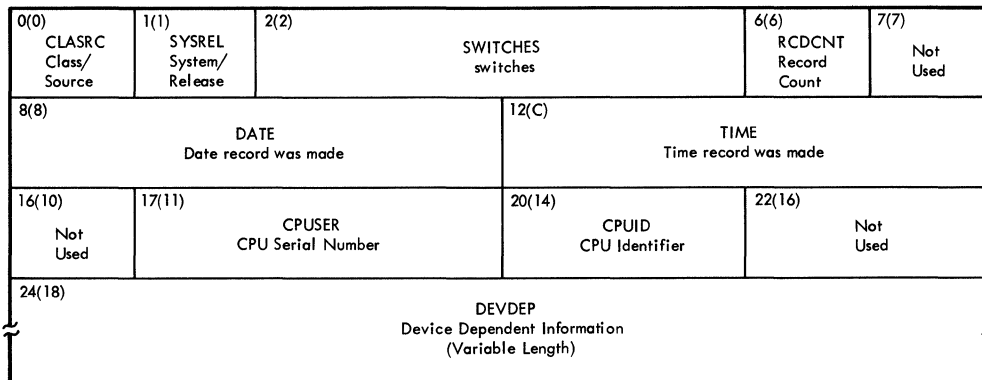 0(0)
CLASRC
Class/
Source
1(1)
SYSREL
System/
Release
2(2)
SWITCHES
switches
6(6)
RCDCNT
Record
Count
7(7)
Not
Used
8(8)
DATE
Date record was made
12(C)
TIME
Time record was made
16(10)
Not
Used
17(11)
CPUSER
CPU Serial Number
20(14)
CPUID
CPU Identifier
22(16)
Not
Used
24(18)
DEVDEP
Device Dependent Information
(Variable Length)